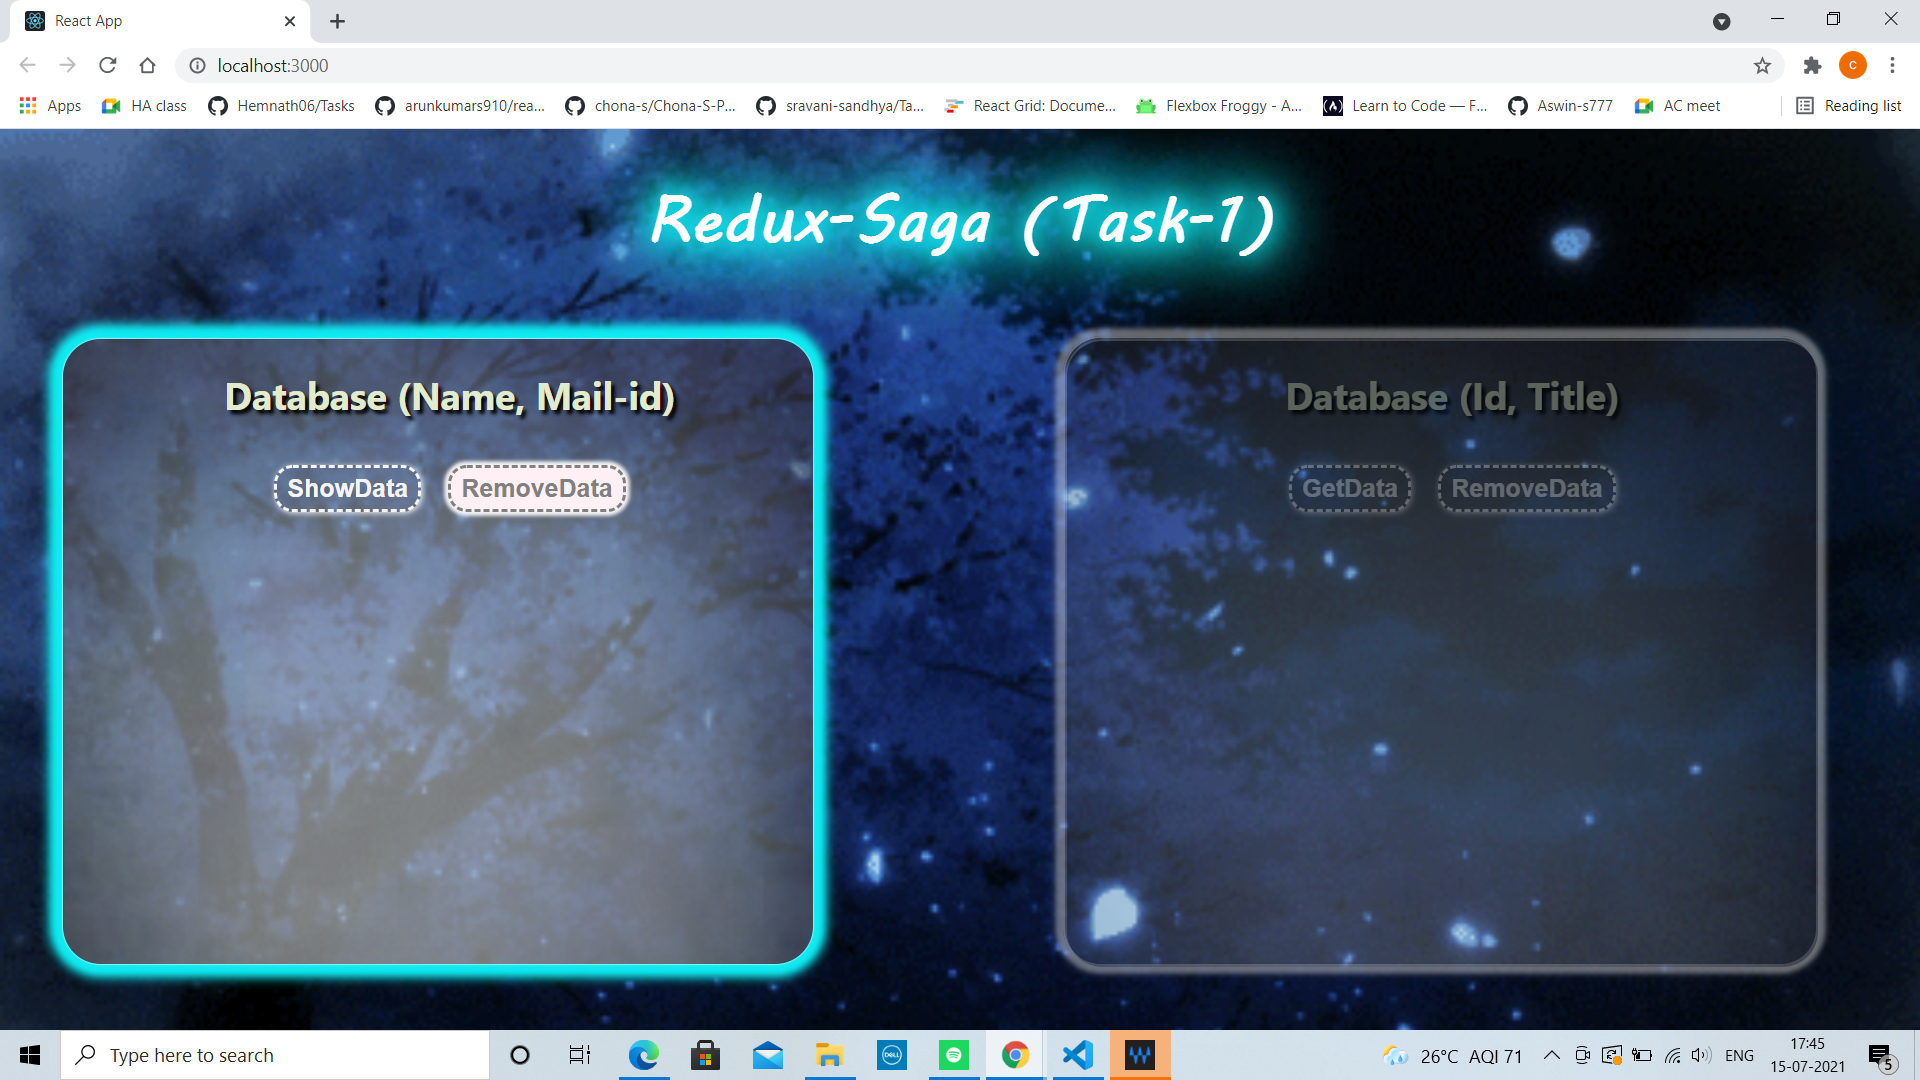 React App
localhost:3000
Apps HA class Hemnath06/Tasks arunkumars910/rea... chona-s/Chona-S-P... sravani-sandhya/Ta... React Grid: Docume... Flexbox Froggy - A... Learn to Code — F... Aswin-s777 AC meet Reading list
C
Redux-Saga (Task-1)
Database (Name, Mail-id)
ShowData RemoveData
Database (Id, Title)
GetData RemoveData
Type here to search
DELL
26°C AQI 71
ENG
17:45
15-07-2021
5